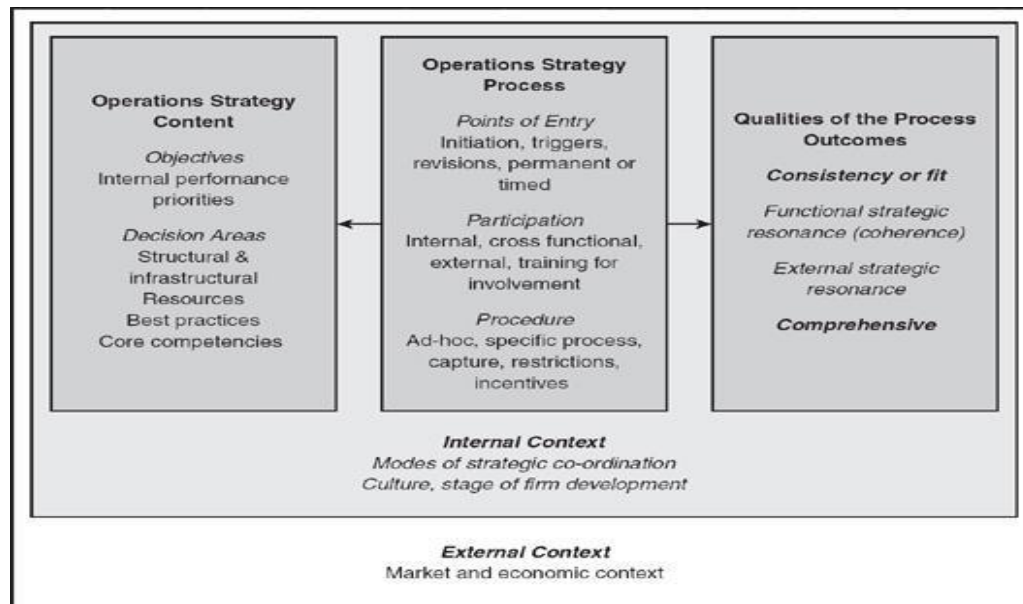 Operations Strategy
Content
Objectives
Internal perfornance
priorities
Decision Areas
Structural &
infrastructural
Resources
Best practices
Core competencies
Operations Strategy
Process
Points of Entry
Initiation, triggers,
revisions, permanent or
timed
Participation
Internal, cross functional,
external, training for
involvement
Procedure
Ad-hoc, specific process,
capture, restrictions,
incentives
Qualities of the Process
Outcomes
Consistency or fit
Functional strategic
resonance (coherence)
External strategic
resonance
Comprehensive
Internal Context
Modes of strategic co-ordination
Culture, stage of firm development
External Context
Market and economic context